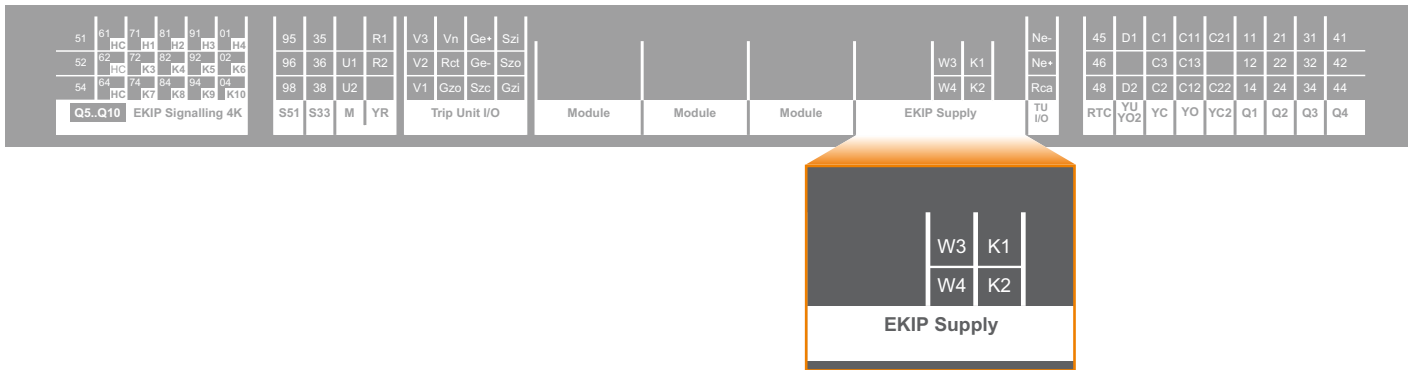 51 61 HC 71 H1 81 H2 91 H3 01 H4 95 35 R1 V3 Vn Ge+ Szi Ne- 45 D1 C1 C11 C21 11 21 31 41
52 62 HC 72 K3 82 K4 92 K5 02 K6 96 36 U1 R2 V2 Rct Ge- Szo W3 K1 Ne+ 46 C3 C13 12 22 32 42
54 64 HC 74 K7 84 K8 94 K9 04 K10 98 38 U2 V1 Gzo Szc Gzi W4 K2 Rca 48 D2 C2 C12 C22 14 24 34 44
Q5..Q10 EKIP Signalling 4K S51 S33 M YR Trip Unit I/O Module Module Module EKIP Supply TU I/O RTC YU YO2 YC YO YC2 Q1 Q2 Q3 Q4
W3 K1
W4 K2
EKIP Supply